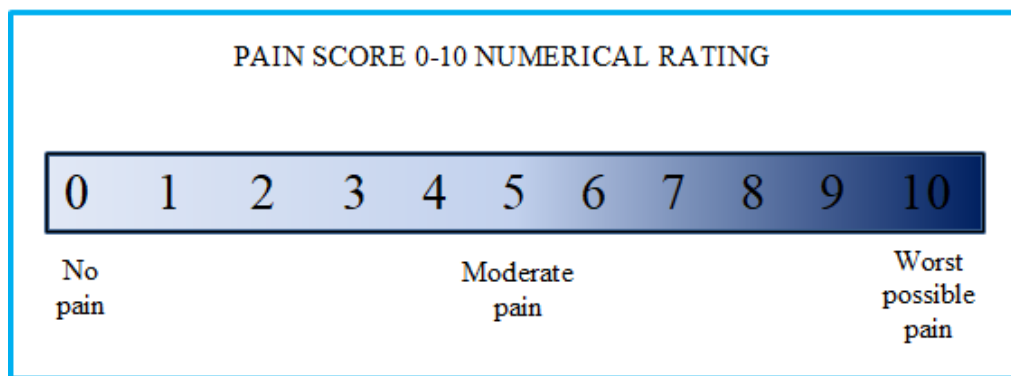 PAIN SCORE 0-10 NUMERICAL RATING
0 1 2 3 4 5 6 7 8 9 10
No
pain
Moderate
pain
Worst
possible
pain